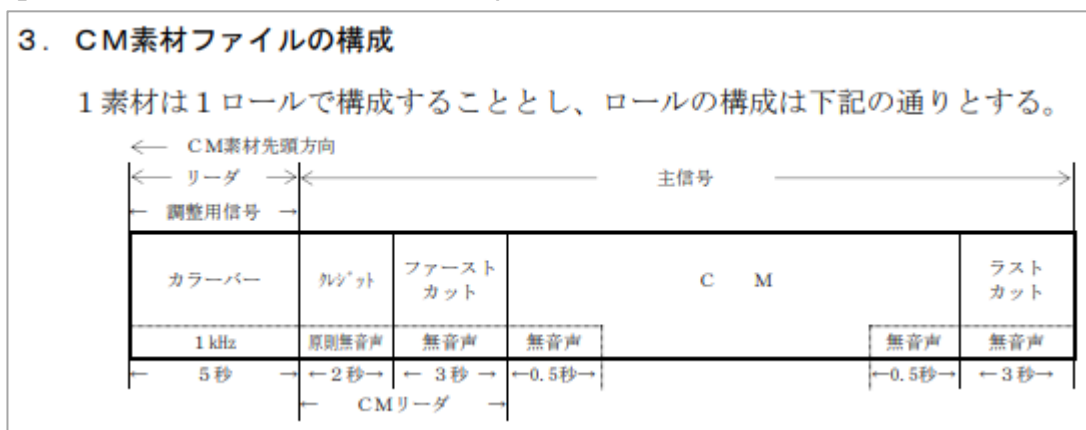 3． CM素材ファイルの構成
1素材は1ロールで構成することとし、ロールの構成は下記の通りとする。
← CM素材先頭方向
← リーダ →← 主信号 →
← 調整用信号 →
カラーバー ｸﾚｼﾞｯﾄ ファースト C M ラスト
カット カット
1 kHz 原則無音声 無音声 無音声 無音声 無音声
← 5秒 →←2秒→← 3秒 →←0.5秒→ ←0.5秒→←3秒→
← CMリーダ →